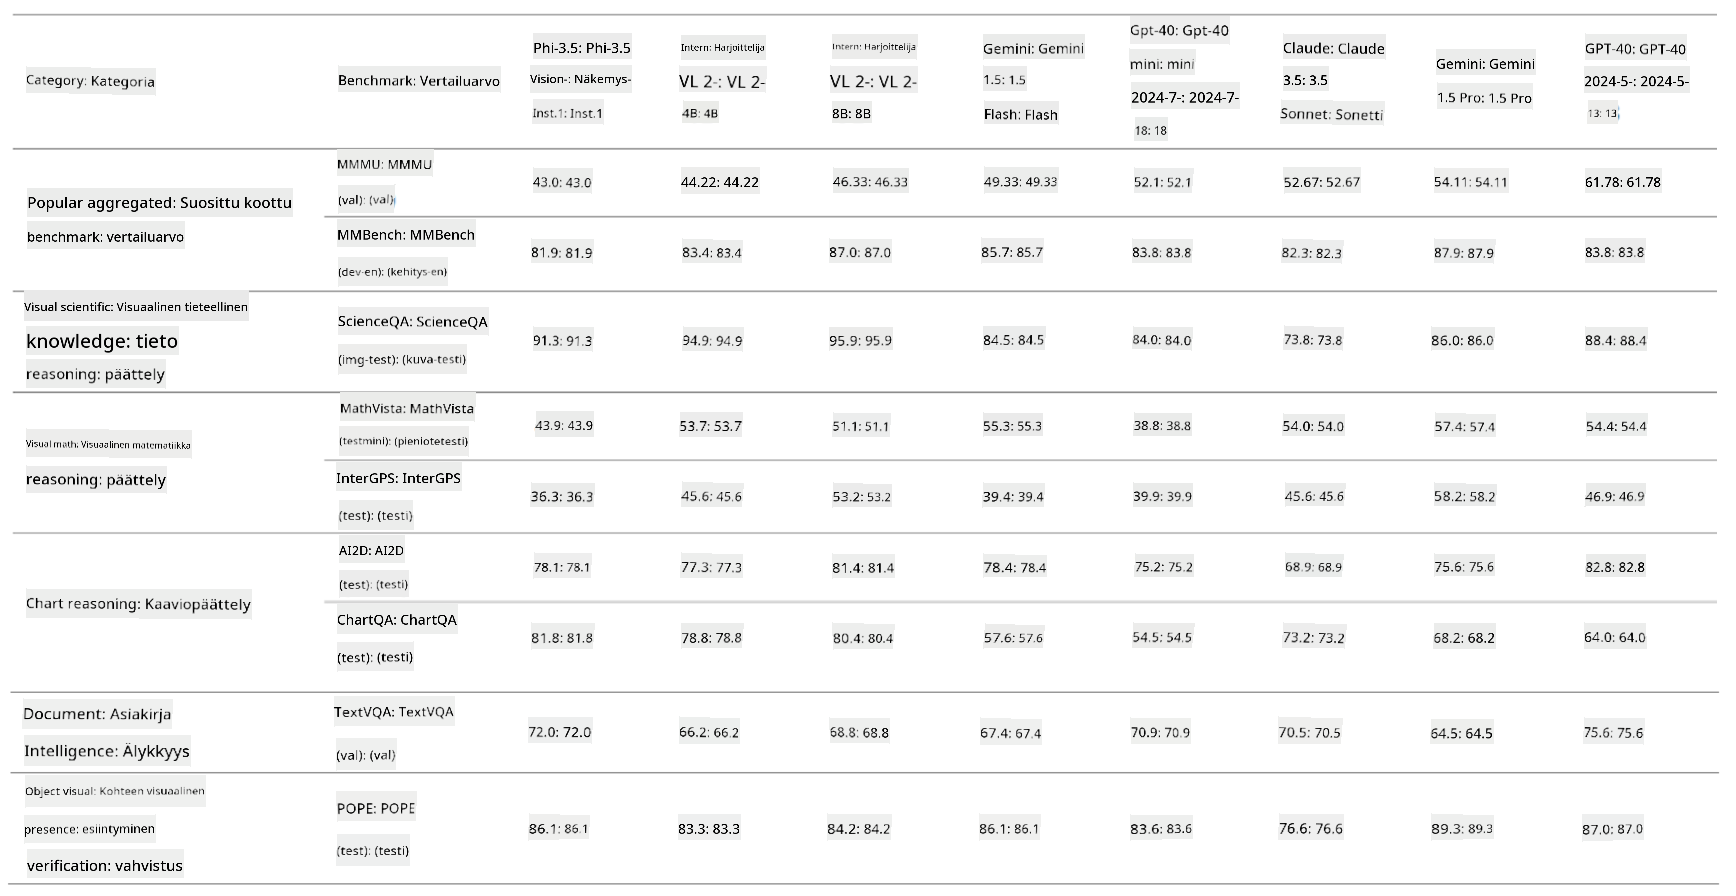 Category: Kategoria
Benchmark: Vertailuarvo
Phi-3.5: Phi-3.5
Vision-: Näkemys-
Inst.1: Inst.1
Intern: Harjoittelija
VL 2-: VL 2-
4B: 4B
Intern: Harjoittelija
VL 2-: VL 2-
8B: 8B
Gemini: Gemini
1.5: 1.5
Flash: Flash
Gpt-40: Gpt-40
mini: mini
2024-7-: 2024-7-
18: 18
Claude: Claude
3.5: 3.5
Sonnet: Sonetti
Gemini: Gemini
1.5 Pro: 1.5 Pro
GPT-40: GPT-40
2024-5-: 2024-5-
13: 13
Popular aggregated: Suosittu koottu
benchmark: vertailuarvo
MMMU: MMMU
(val): (val)
43.0: 43.0
44.22: 44.22
46.33: 46.33
49.33: 49.33
52.1: 52.1
52.67: 52.67
54.11: 54.11
61.78: 61.78
MMBench: MMBench
(dev-en): (kehitys-en)
81.9: 81.9
83.4: 83.4
87.0: 87.0
85.7: 85.7
83.8: 83.8
82.3: 82.3
87.9: 87.9
83.8: 83.8
Visual scientific: Visuaalinen tieteellinen
knowledge: tieto
reasoning: päättely
ScienceQA: ScienceQA
(img-test): (kuva-testi)
91.3: 91.3
94.9: 94.9
95.9: 95.9
84.5: 84.5
84.0: 84.0
73.8: 73.8
86.0: 86.0
88.4: 88.4
Visual math: Visuaalinen matematiikka
reasoning: päättely
MathVista: MathVista
(testmini): (pieniotetesti)
43.9: 43.9
53.7: 53.7
51.1: 51.1
55.3: 55.3
38.8: 38.8
54.0: 54.0
57.4: 57.4
54.4: 54.4
InterGPS: InterGPS
(test): (testi)
36.3: 36.3
45.6: 45.6
53.2: 53.2
39.4: 39.4
39.9: 39.9
45.6: 45.6
58.2: 58.2
46.9: 46.9
Chart reasoning: Kaaviopäättely
AI2D: AI2D
(test): (testi)
78.1: 78.1
77.3: 77.3
81.4: 81.4
78.4: 78.4
75.2: 75.2
68.9: 68.9
75.6: 75.6
82.8: 82.8
ChartQA: ChartQA
(test): (testi)
81.8: 81.8
78.8: 78.8
80.4: 80.4
57.6: 57.6
54.5: 54.5
73.2: 73.2
68.2: 68.2
64.0: 64.0
Document: Asiakirja
Intelligence: Älykkyys
TextVQA: TextVQA
(val): (val)
72.0: 72.0
66.2: 66.2
68.8: 68.8
67.4: 67.4
70.9: 70.9
70.5: 70.5
64.5: 64.5
75.6: 75.6
Object visual: Kohteen visuaalinen
presence: esiintyminen
verification: vahvistus
POPE: POPE
(test): (testi)
86.1: 86.1
83.3: 83.3
84.2: 84.2
86.1: 86.1
83.6: 83.6
76.6: 76.6
89.3: 89.3
87.0: 87.0